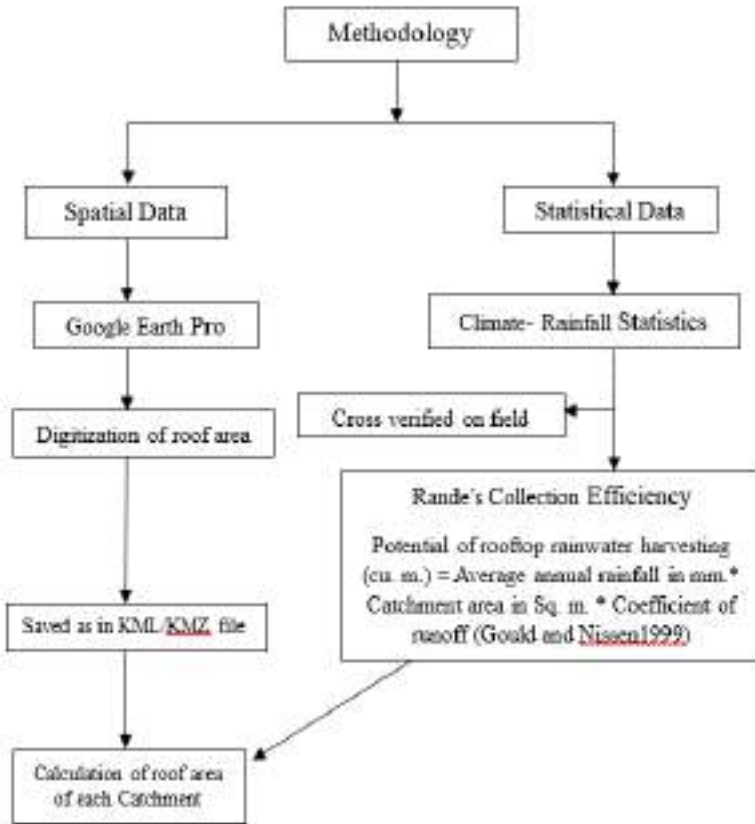 Methodology
Spatial Data
Statistical Data
Google Earth Pro
Climate- Rainfall Statistics
Digitization of roof area
Cross verified on field
Rande's Collection Efficiency
Potential of rooftop rainwater harvesting
(cu. m.) = Average annual rainfall in mm.*
Catchment area in Sq. m. * Coefficient of
runoff (Gould and Nissen1999)
Saved as in KML/KMZ file
Calculation of roof area
of each Catchment